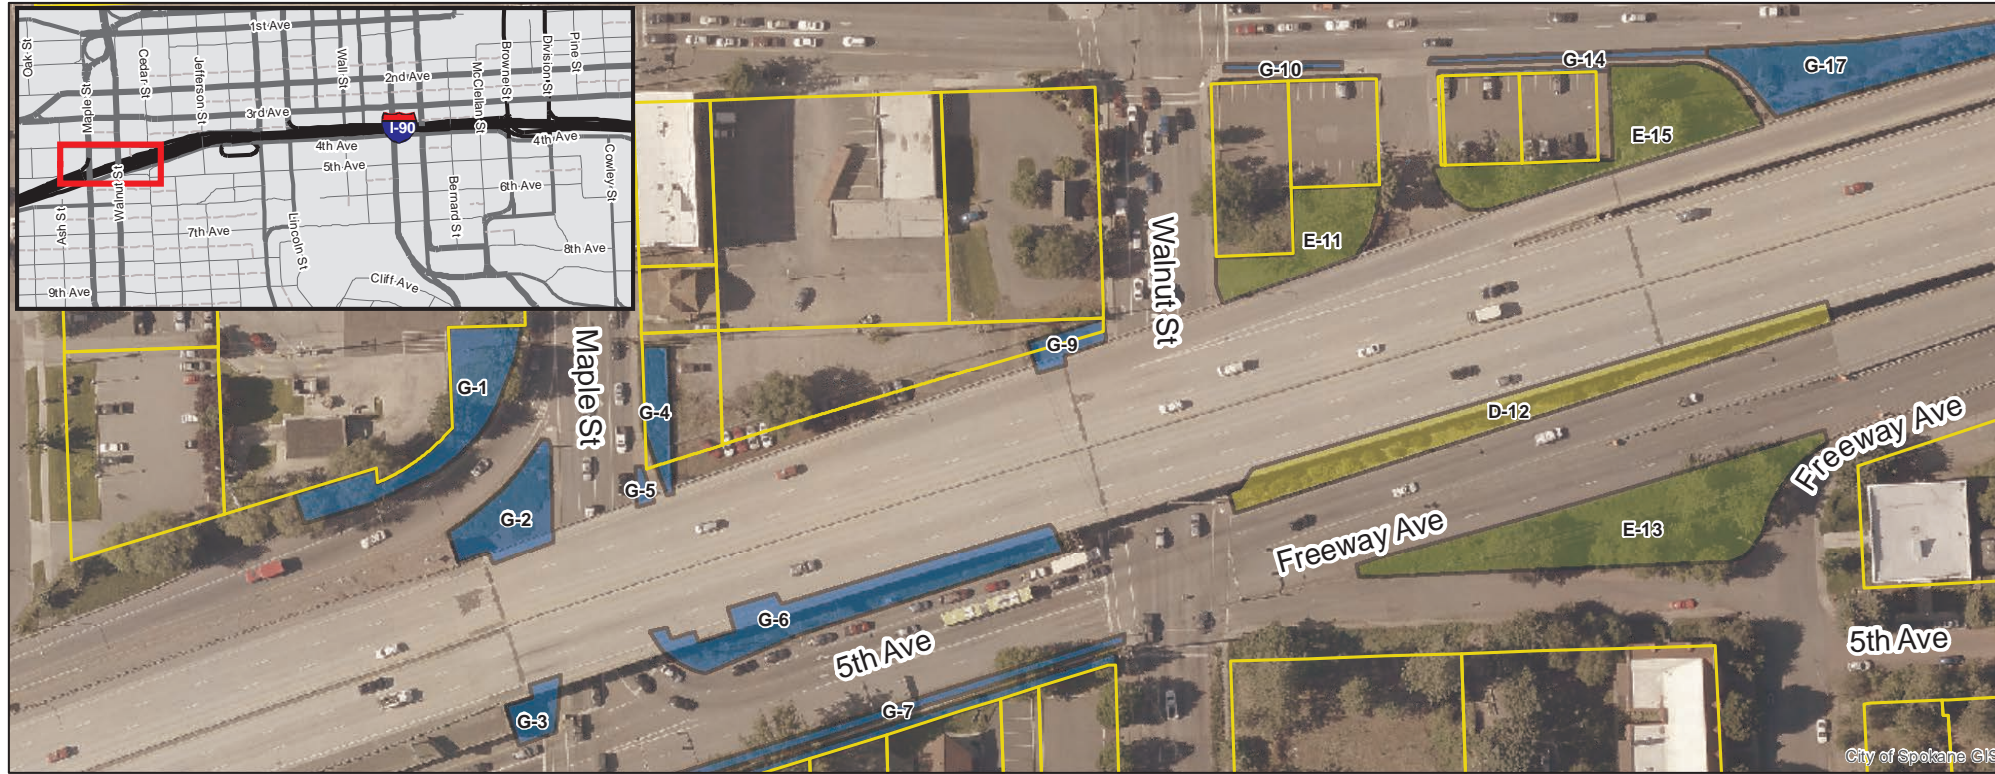 1st Ave
Oak St
Cedar St
Jefferson St
Wall St
Browne St
Division St
Pine St
2nd Ave
McClellan St
Maple St
3rd Ave
I-90
4th Ave
4th Ave
5th Ave
Cowley St
Walnut St
6th Ave
Bernard St
Ash St
Lincoln St
7th Ave
8th Ave
Cliff Ave
9th Ave
G-10
G-14
G-17
E-15
E-11
Walnut St
G-9
Maple St
G-1
G-4
D-12
G-5
G-2
Freeway Ave
Freeway Ave
E-13
G-6
5th Ave
5th Ave
G-7
G-3
City of Spokane GIS